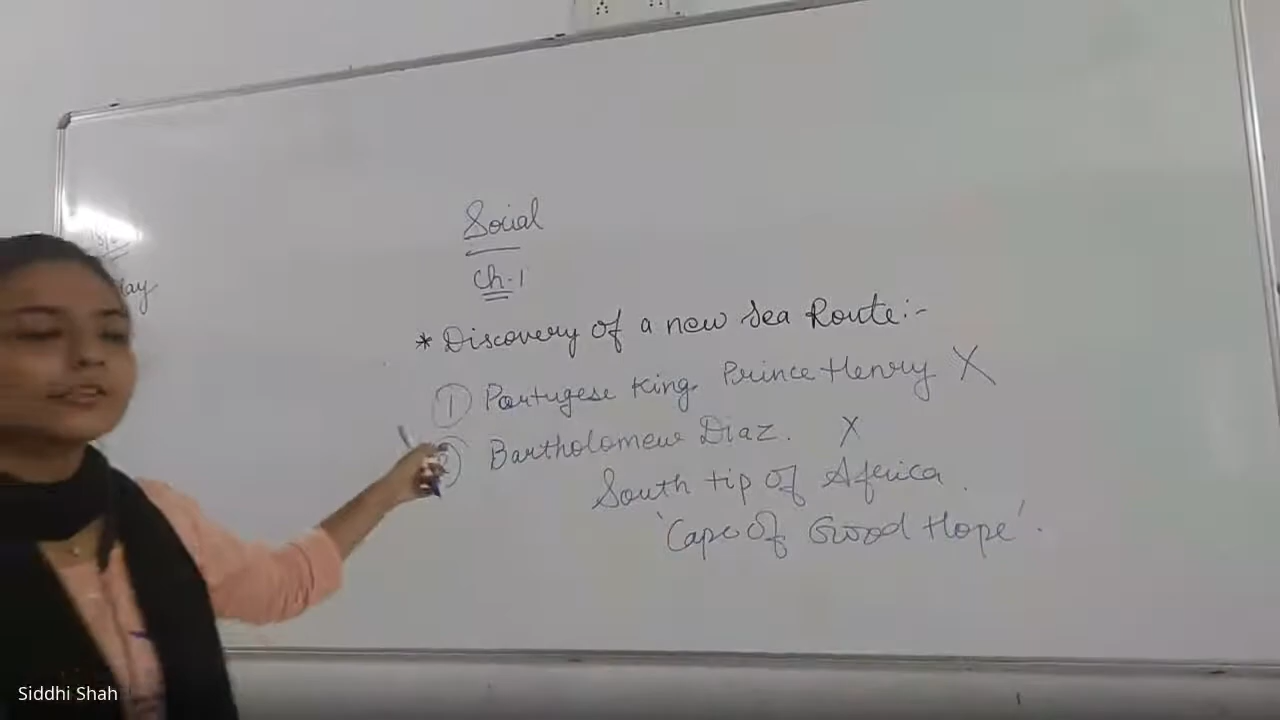 Social
Ch-1
* Discovery of a new Sea Route:-
① Portugese King Prince Henry X
② Bartholomew Diaz. X
South tip of Africa.
'Cape of Good Hope'.
Siddhi Shah